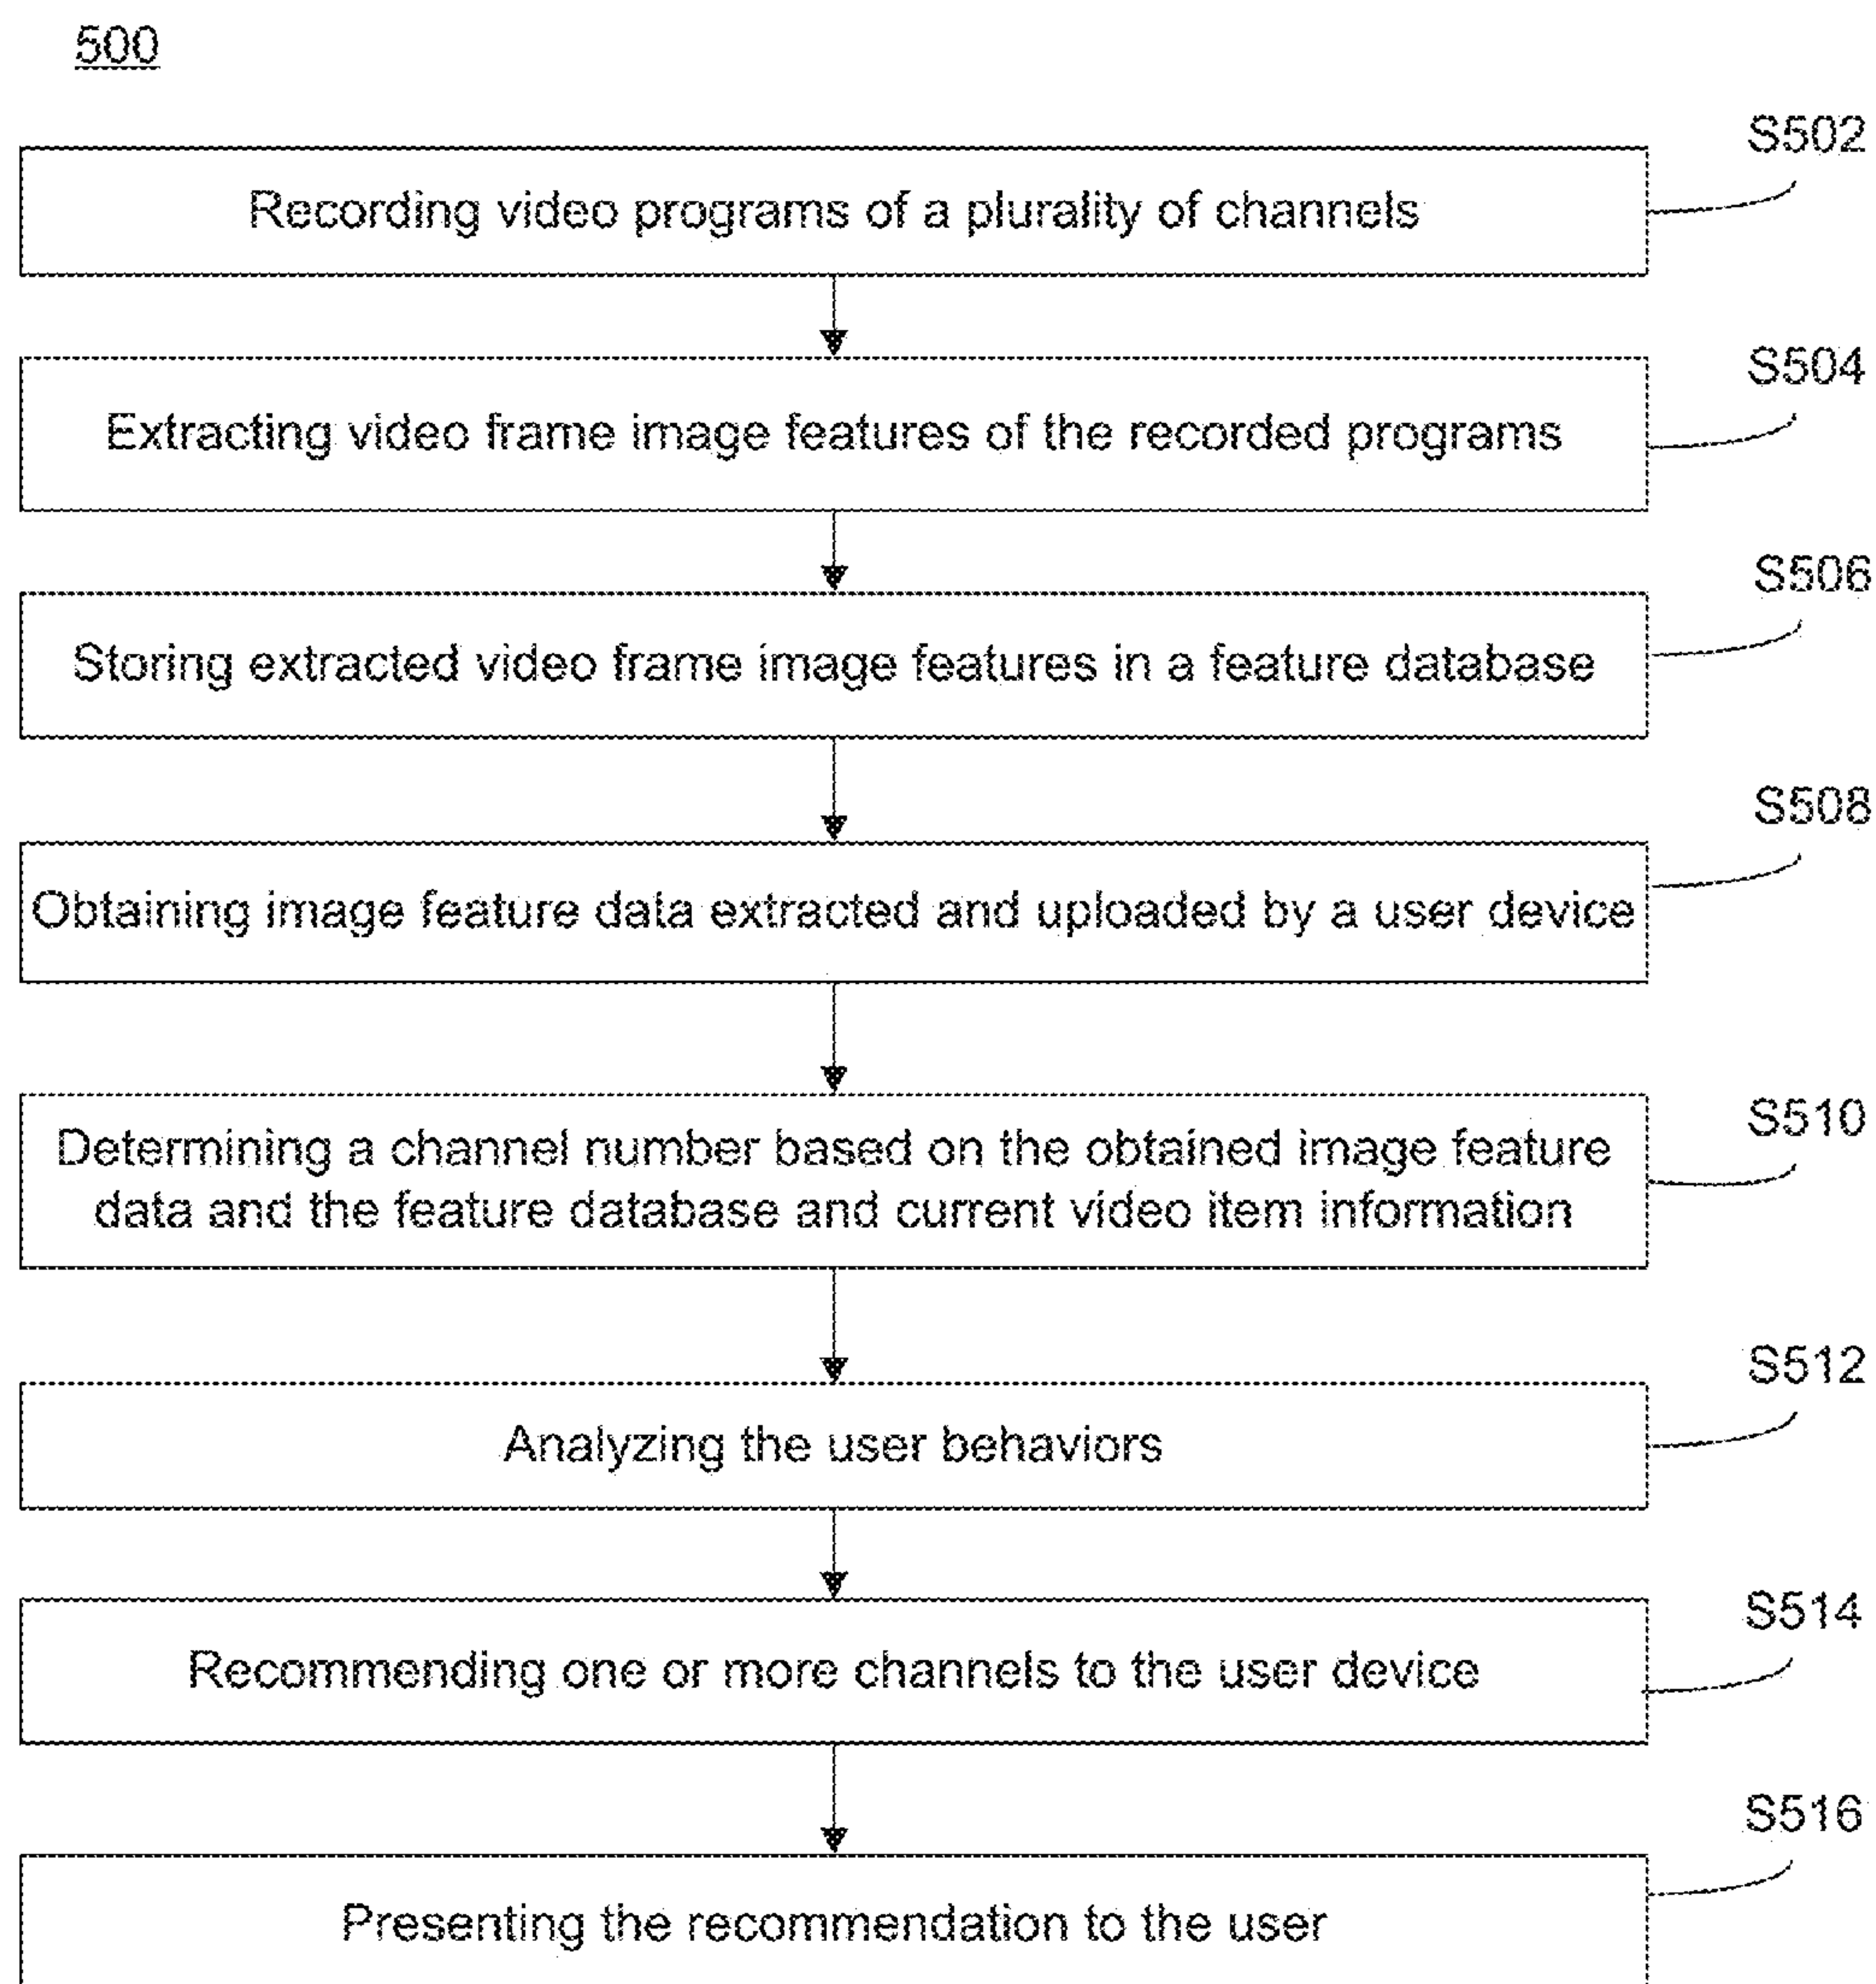 500
S502
Recording video programs of a plurality of channels
S504
Extracting video frame image features of the recorded programs
S506
Storing extracted video frame image features in a feature database
S508
Obtaining image feature data extracted and uploaded by a user device
S510
Determining a channel number based on the obtained image feature
data and the feature database and current video item information
S512
Analyzing the user behaviors
S514
Recommending one or more channels to the user device
S516
Presenting the recommendation to the user